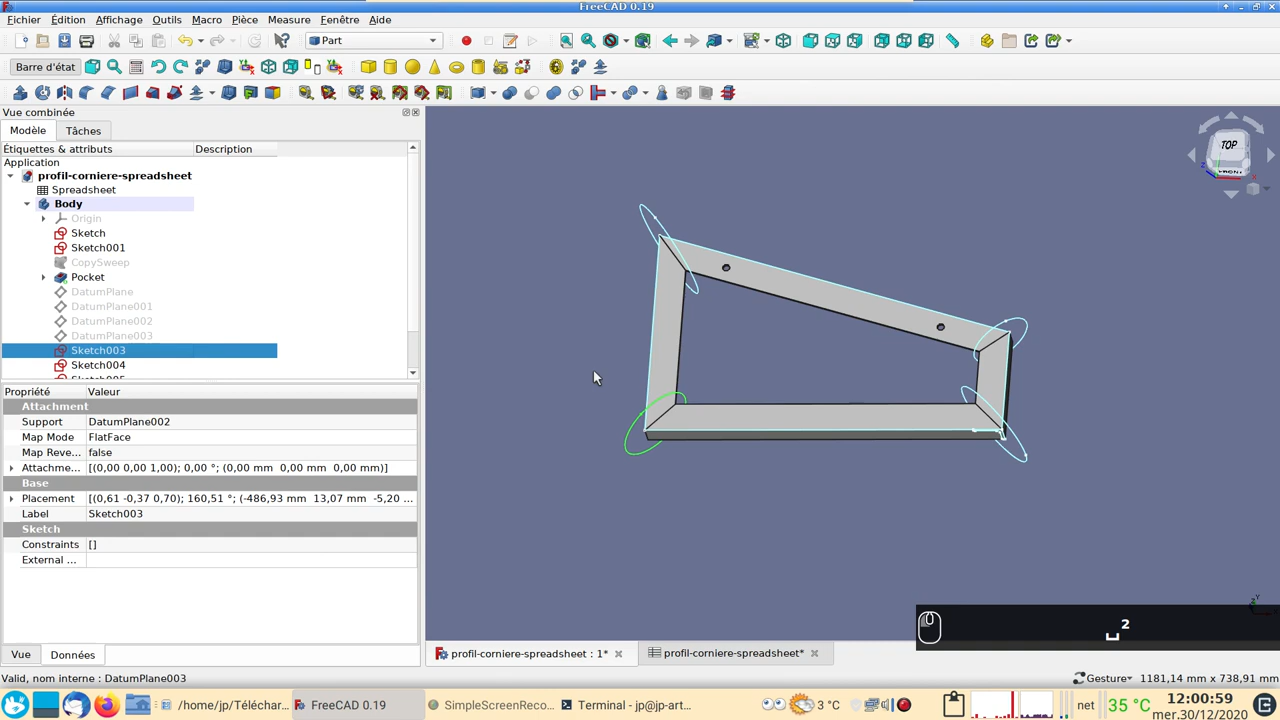 FreeCAD 0.19
Fichier Édition Affichage Outils Macro Pièce Measure Fenêtre Aide
Part
Barre d'état
Vue combinée
Modèle Tâches
Étiquettes & attributs Description
Application
profil-corniere-spreadsheet
Spreadsheet
Body
Origin
Sketch
Sketch001
CopySweep
Pocket
DatumPlane
DatumPlane001
DatumPlane002
DatumPlane003
Sketch003
Sketch004
Propriété Valeur
Attachment
Support DatumPlane002
Map Mode FlatFace
Map Reve... false
Attachme... [(0,00 0,00 1,00); 0,00 °; (0,00 mm 0,00 mm 0,00 mm)]
Base
Placement [(0,61 -0,37 0,70); 160,51 °; (-486,93 mm 13,07 mm -5,20 ...
Label Sketch003
Sketch
Constraints []
External ...
TOP
FRONT
Z
X
Y
2
Vue Données
profil-corniere-spreadsheet : 1*
profil-corniere-spreadsheet*
Valid, nom interne : DatumPlane003
Gesture 1181,14 mm x 738,91 mm
/home/jp/Téléchar...
FreeCAD 0.19
SimpleScreenReco...
Terminal - jp@jp-art...
3 °C
net
35 °C
12:00:59
mer.30/12/2020